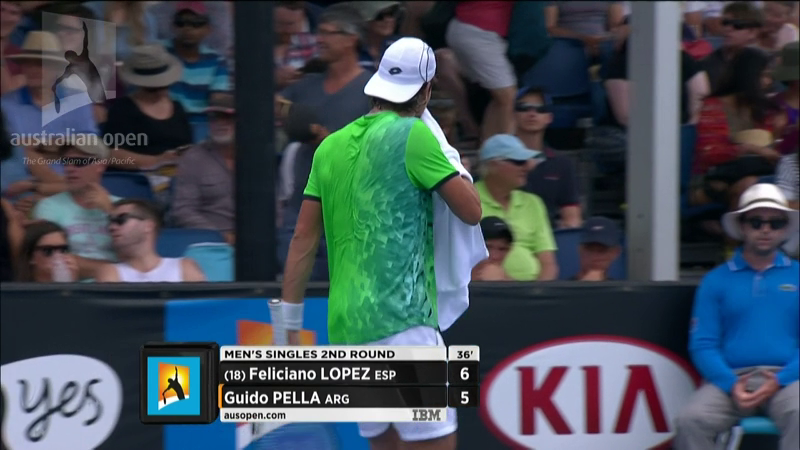 australian open
The Grand Slam of Asia/Pacific
MEN'S SINGLES 2ND ROUND 36'
(18) Feliciano LOPEZ ESP 6
Guido PELLA ARG 5
ausopen.com IBM
yes
KIA